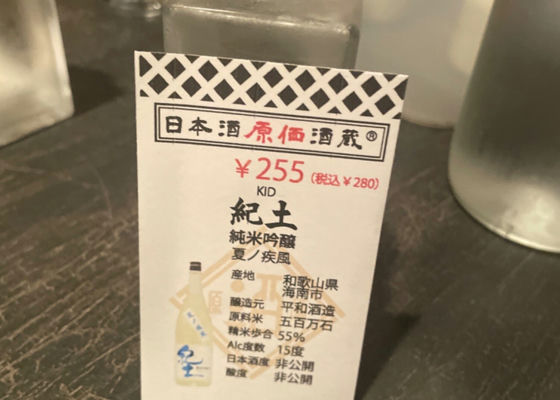 日本酒原価酒蔵®
￥255（税込￥280）
KID
紀土
純米吟醸
夏ノ疾風
産地 和歌山県
海南市
醸造元 平和酒造
原料米 五百万石
精米歩合 55%
Alc度数 15度
日本酒度 非公開
酸度 非公開
紀土